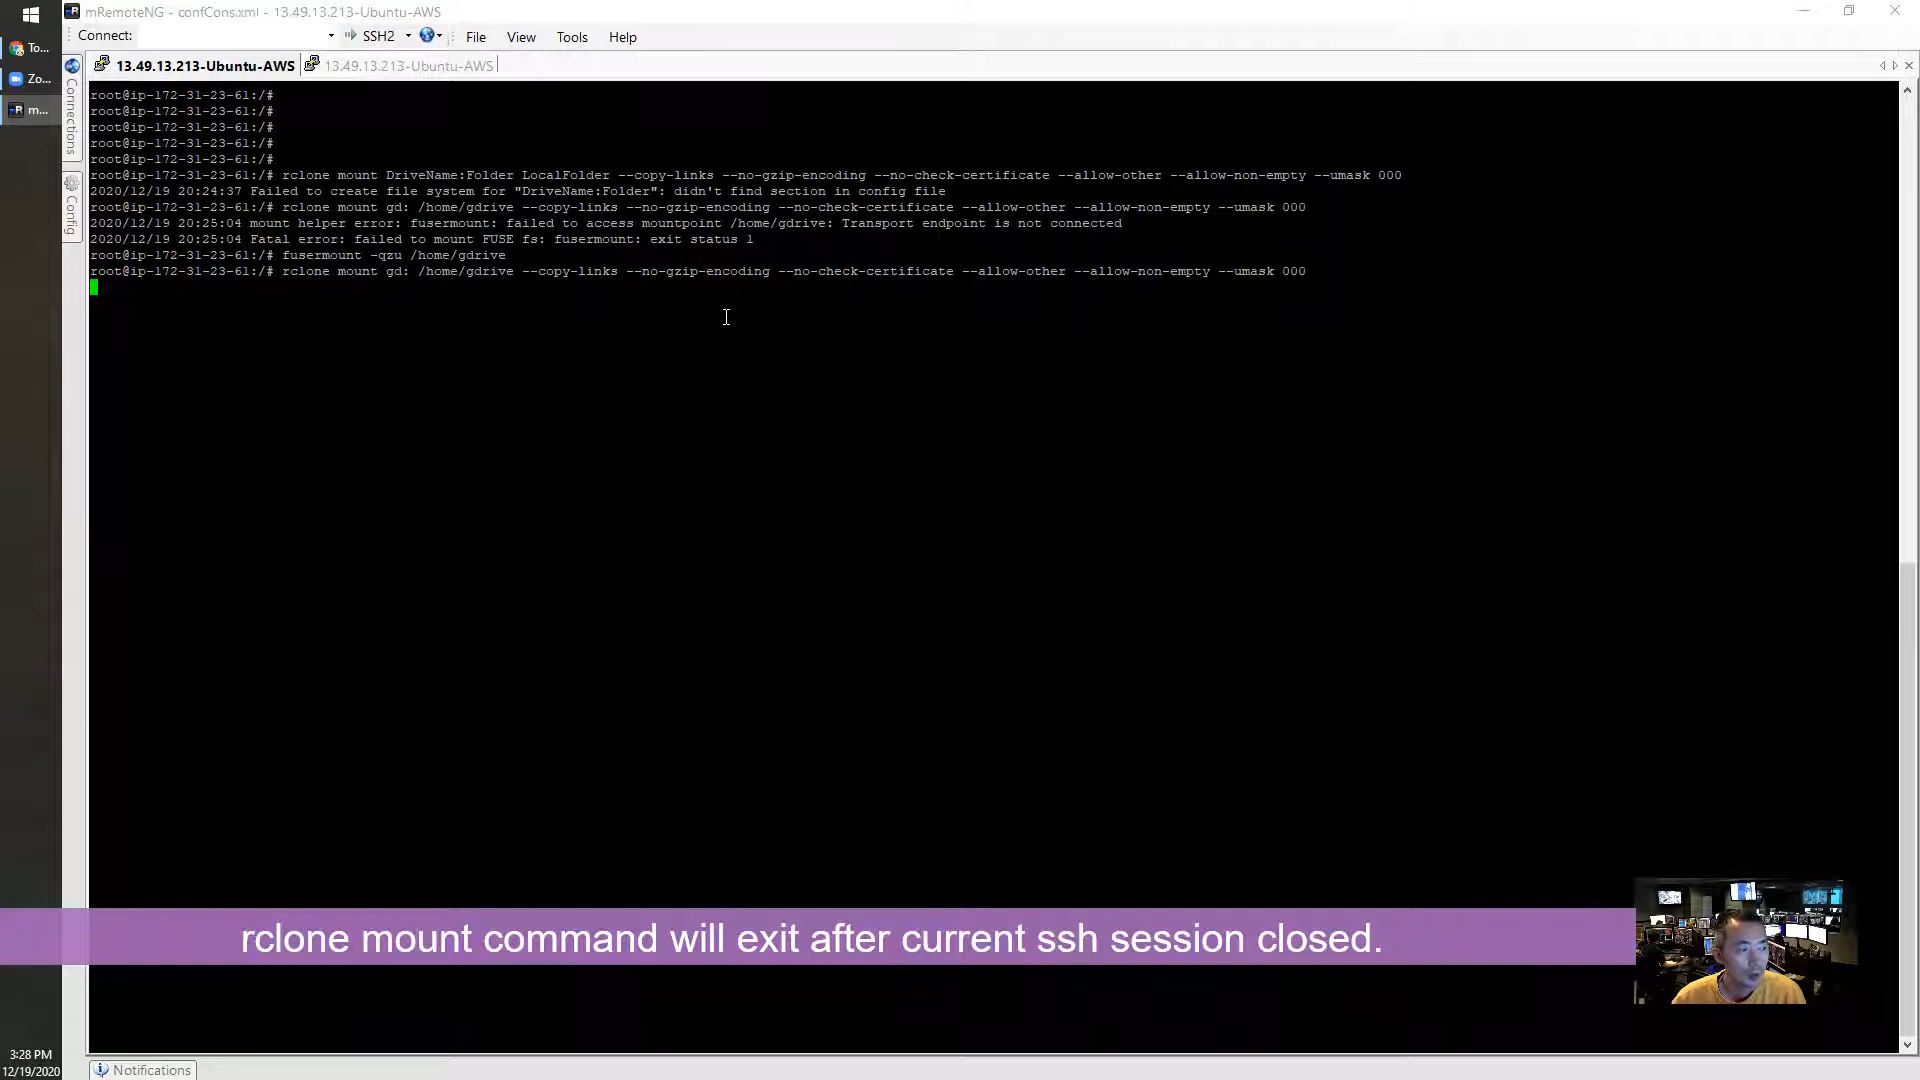 mRemoteNG - confCons.xml - 13.49.13.213-Ubuntu-AWS
Connect: SSH2 File View Tools Help
To...
Zo...
m...
13.49.13.213-Ubuntu-AWS 13.49.13.213-Ubuntu-AWS
Connections
Config
root@ip-172-31-23-61:/#
root@ip-172-31-23-61:/#
root@ip-172-31-23-61:/#
root@ip-172-31-23-61:/#
root@ip-172-31-23-61:/#
root@ip-172-31-23-61:/# rclone mount DriveName:Folder LocalFolder --copy-links --no-gzip-encoding --no-check-certificate --allow-other --allow-non-empty --umask 000
2020/12/19 20:24:37 Failed to create file system for "DriveName:Folder": didn't find section in config file
root@ip-172-31-23-61:/# rclone mount gd: /home/gdrive --copy-links --no-gzip-encoding --no-check-certificate --allow-other --allow-non-empty --umask 000
2020/12/19 20:25:04 mount helper error: fusermount: failed to access mountpoint /home/gdrive: Transport endpoint is not connected
2020/12/19 20:25:04 Fatal error: failed to mount FUSE fs: fusermount: exit status 1
root@ip-172-31-23-61:/# fusermount -qzu /home/gdrive
root@ip-172-31-23-61:/# rclone mount gd: /home/gdrive --copy-links --no-gzip-encoding --no-check-certificate --allow-other --allow-non-empty --umask 000
rclone mount command will exit after current ssh session closed.
3:28 PM
12/19/2020
Notifications